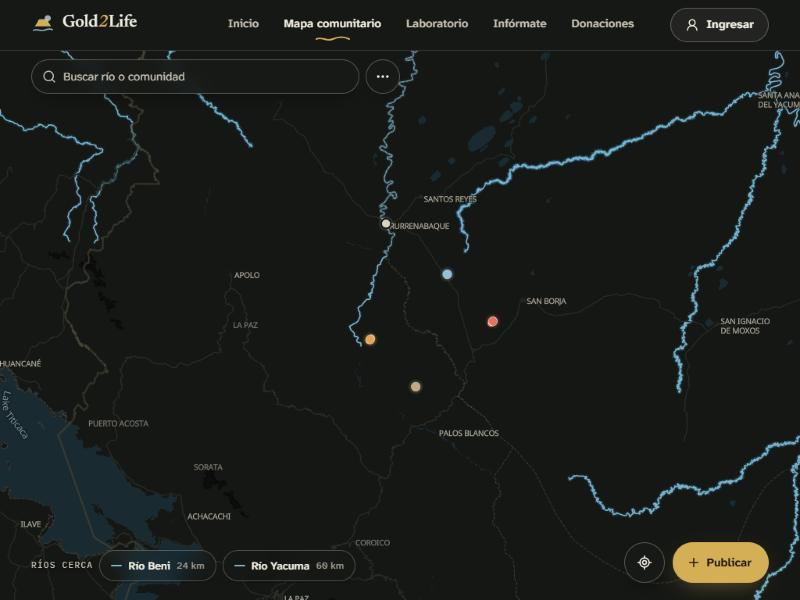 Gold2Life
Inicio
Mapa comunitario
Laboratorio
Infórmate
Donaciones
Ingresar
Buscar río o comunidad
SANTA ANA
DEL YACUM
SANTOS REYES
RURRENABAQUE
APOLO
SAN BORJA
LA PAZ
SAN IGNACIO
DE MOXOS
HUANCANÉ
Lake Titicaca
PUERTO ACOSTA
PALOS BLANCOS
SORATA
ACHACACHI
ILAVE
COROICO
RÍOS CERCA
Río Beni 24 km
Río Yacuma 60 km
Publicar
LA PAZ